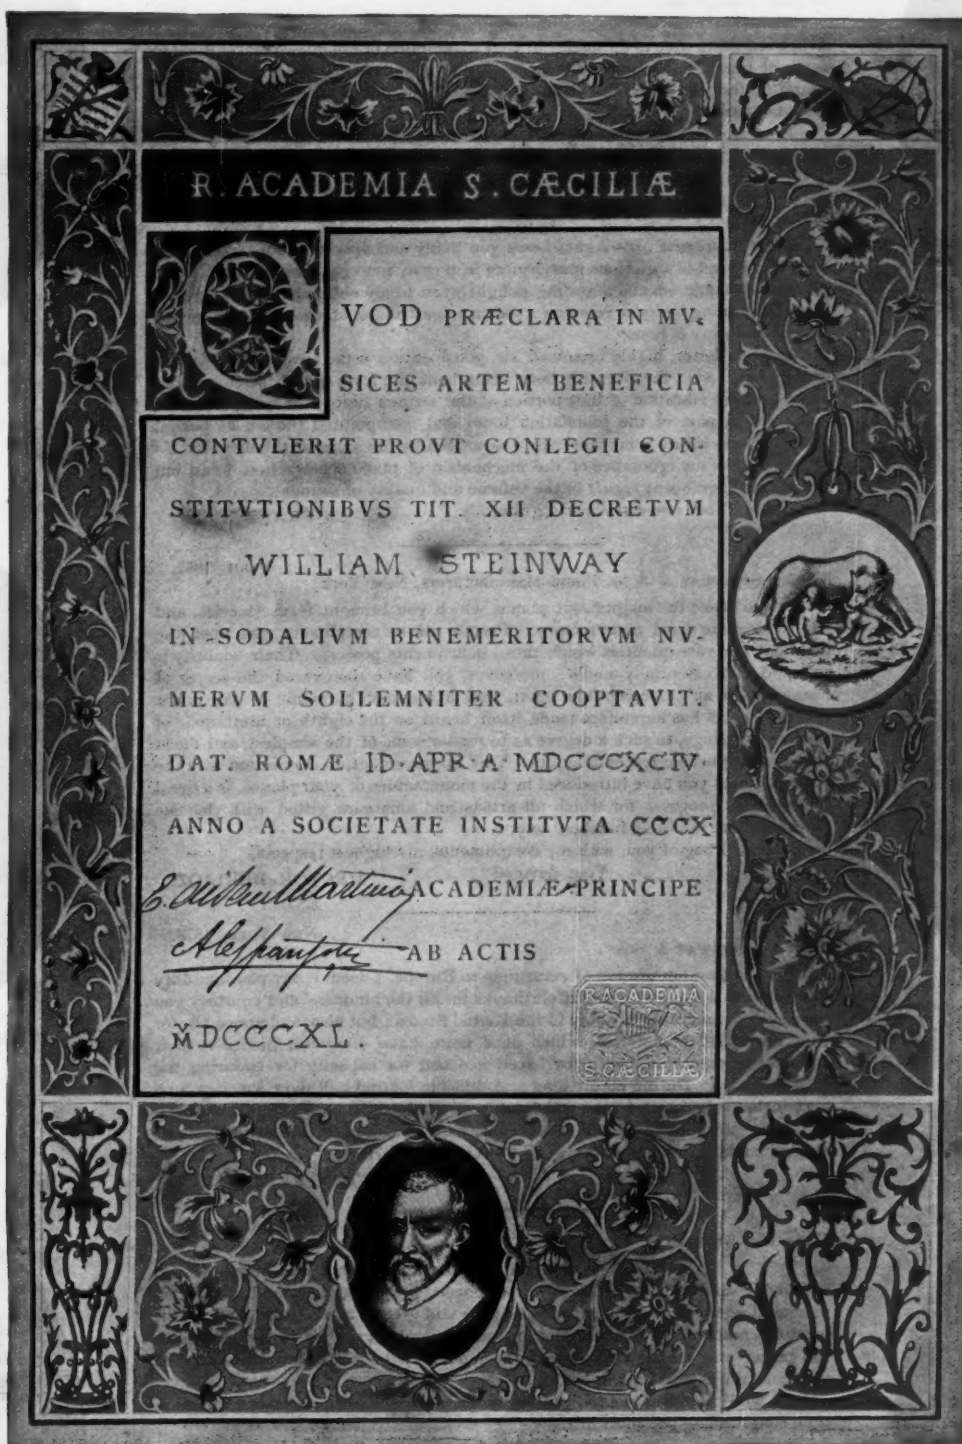 R. ACADEMIA S. CÆCILIÆ
QVOD PRÆCLARA IN MV-
SICES ARTEM BENEFICIA
CONTVLERIT PROVT CONLEGII CON-
STITVTIONIBVS TIT. XII DECRETVM
WILLIAM STEINWAY
IN SODALIVM BENEMERITORVM NV-
MERVM SOLLEMNITER COOPTAVIT.
DAT. ROMÆ ID·APR·A·MDCCCXCIV·
ANNO A SOCIETATE INSTITVTA CCCX
ACADEMIÆ PRINCIPE
AB ACTIS
R. ACADEMIA
S. CÆCILIÆ